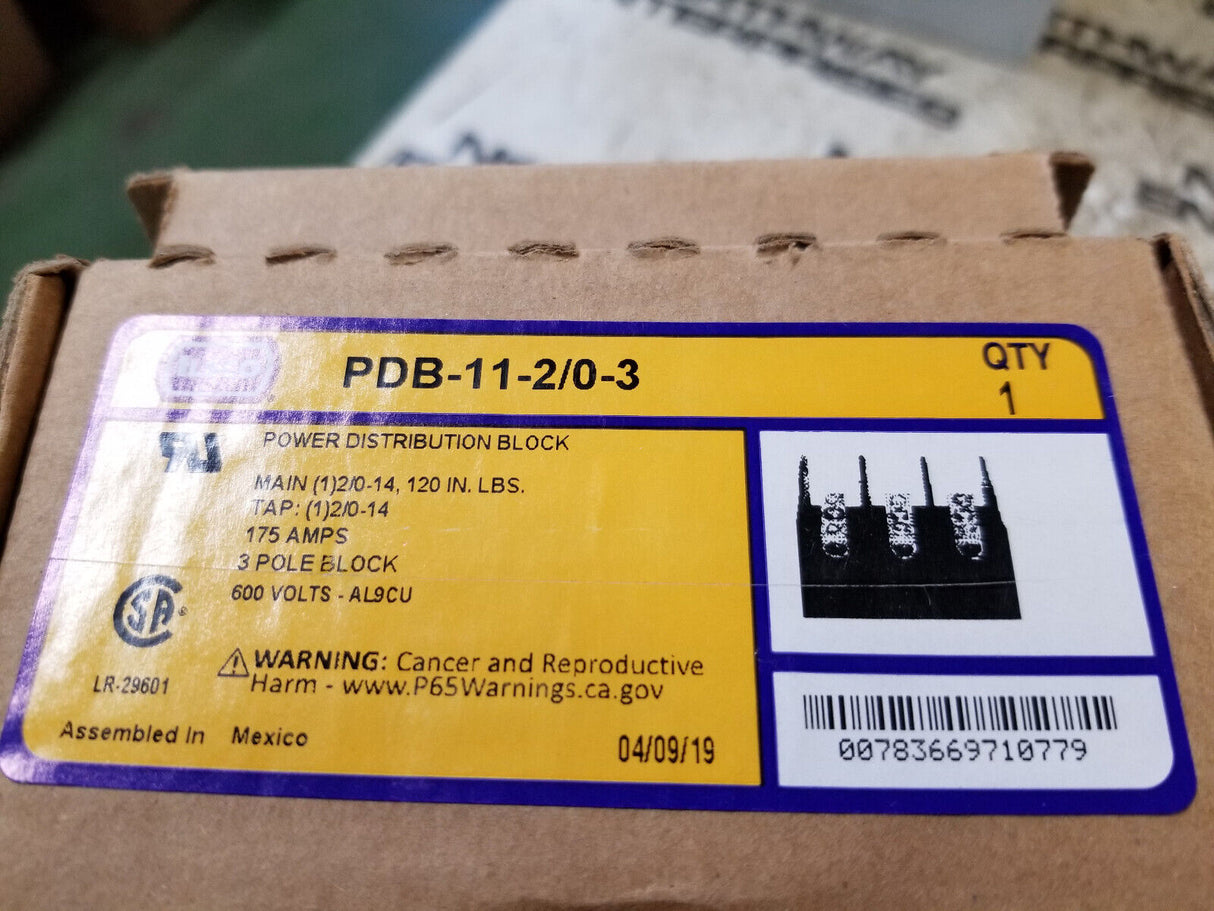 PDB-11-2/0-3
QTY
1
POWER DISTRIBUTION BLOCK
MAIN (1)2/0-14, 120 IN. LBS.
TAP: (1)2/0-14
175 AMPS
3 POLE BLOCK
600 VOLTS - AL9CU
SA
LR-29601
WARNING: Cancer and Reproductive
Harm - www.P65Warnings.ca.gov
Assembled In Mexico
04/09/19
00783669710779